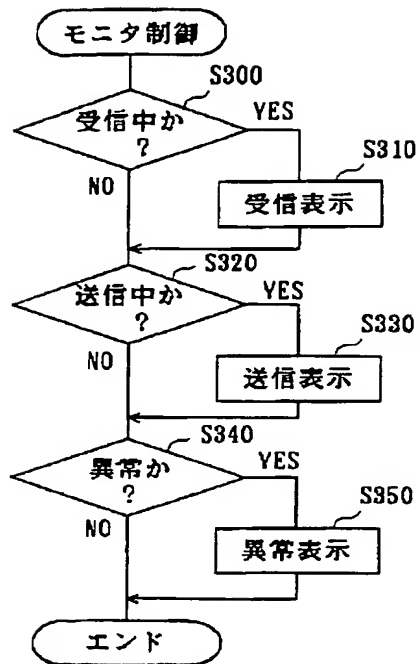 モニタ制御
S300
受信中か
?
YES
S310
NO
受信表示
S320
送信中か
?
YES
S330
NO
送信表示
S340
異常か
?
YES
S350
NO
異常表示
エンド